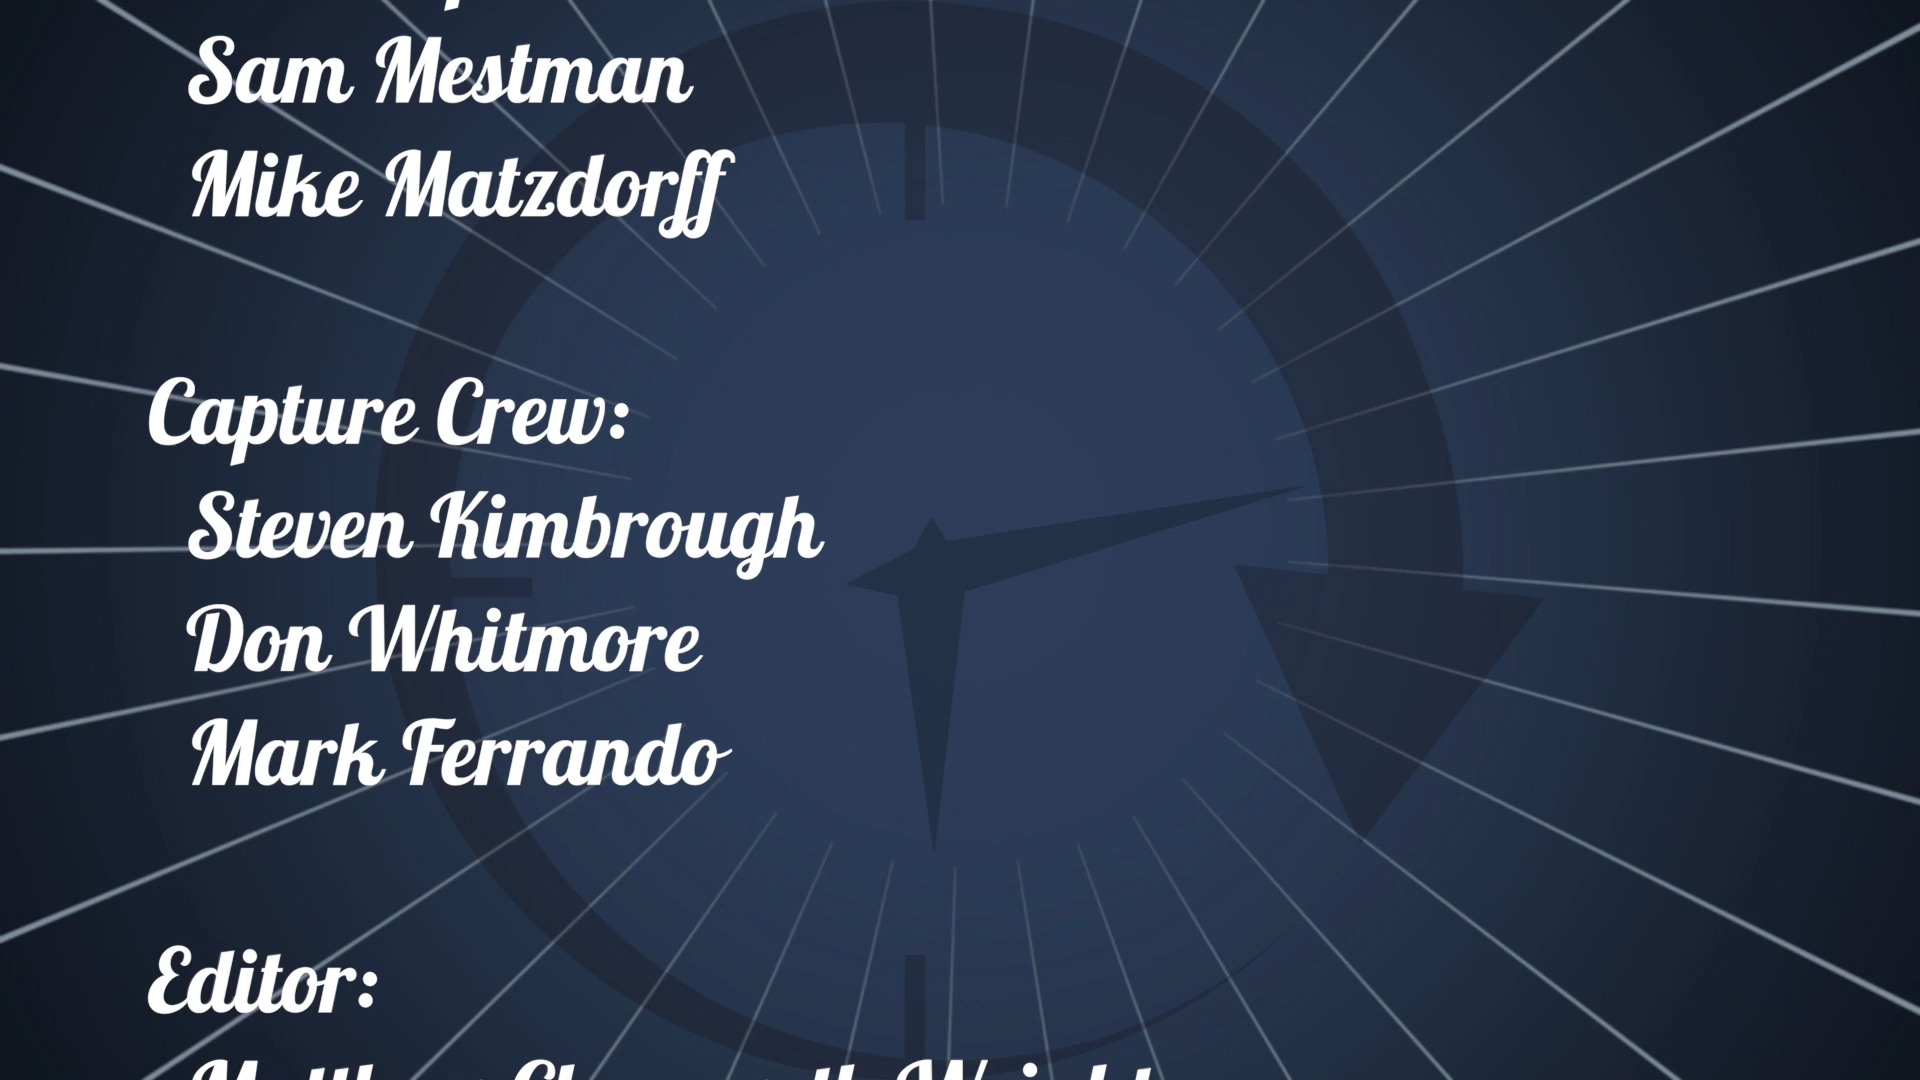 Sam Mestman
Mike Matzdorff
Capture Crew:
Steven Kimbrough
Don Whitmore
Mark Ferrando
Editor: